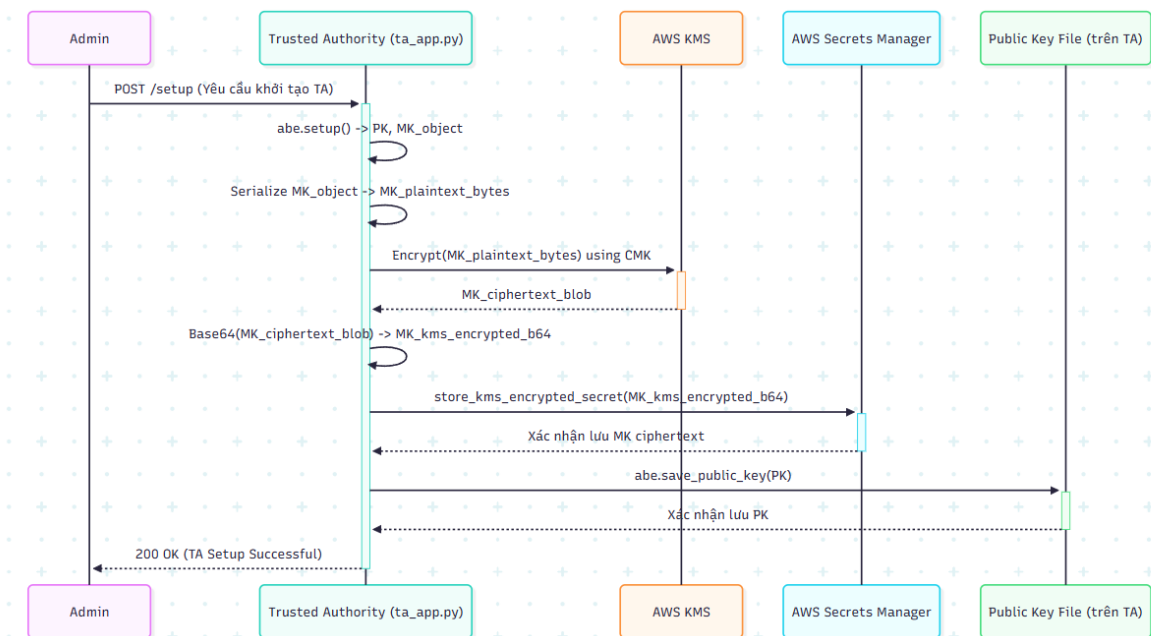 Admin
Trusted Authority (ta_app.py)
AWS KMS
AWS Secrets Manager
Public Key File (trên TA)
POST /setup (Yêu cầu khởi tạo TA)
abe.setup() -> PK, MK_object
Serialize MK_object -> MK_plaintext_bytes
Encrypt(MK_plaintext_bytes) using CMK
MK_ciphertext_blob
Base64(MK_ciphertext_blob) -> MK_kms_encrypted_b64
store_kms_encrypted_secret(MK_kms_encrypted_b64)
Xác nhận lưu MK ciphertext
abe.save_public_key(PK)
Xác nhận lưu PK
200 OK (TA Setup Successful)
Admin
Trusted Authority (ta_app.py)
AWS KMS
AWS Secrets Manager
Public Key File (trên TA)